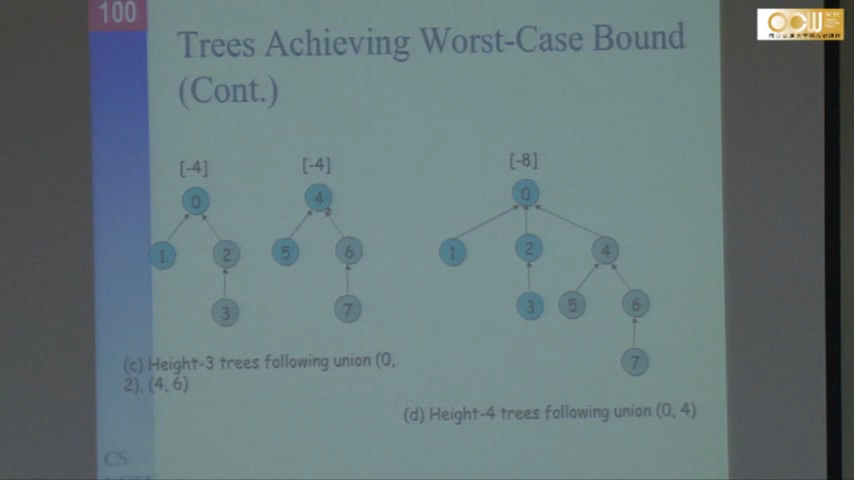 100
OCW
Trees Achieving Worst-Case Bound
(Cont.)
[-4]
[-4]
[-8]
0
4
0
1
2
5
6
1
2
4
3
7
3
5
6
7
(c) Height-3 trees following union (0,
2), (4, 6)
(d) Height-4 trees following union (0, 4)
CS